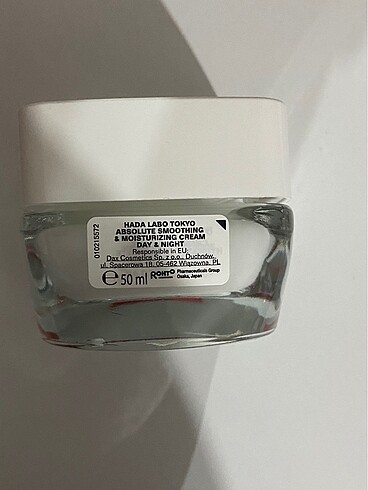 HADA LABO TOKYO
ABSOLUTE SMOOTHING
& MOISTURIZING CREAM
DAY & NIGHT
Responsible in EU:
Dax Cosmetics Sp. z o.o., Duchnów,
ul. Spacerowa 18, 05-462 Wiązowna, PL
℮ 50 ml ROHTO Pharmaceuticals Group
Osaka, Japan
010215572